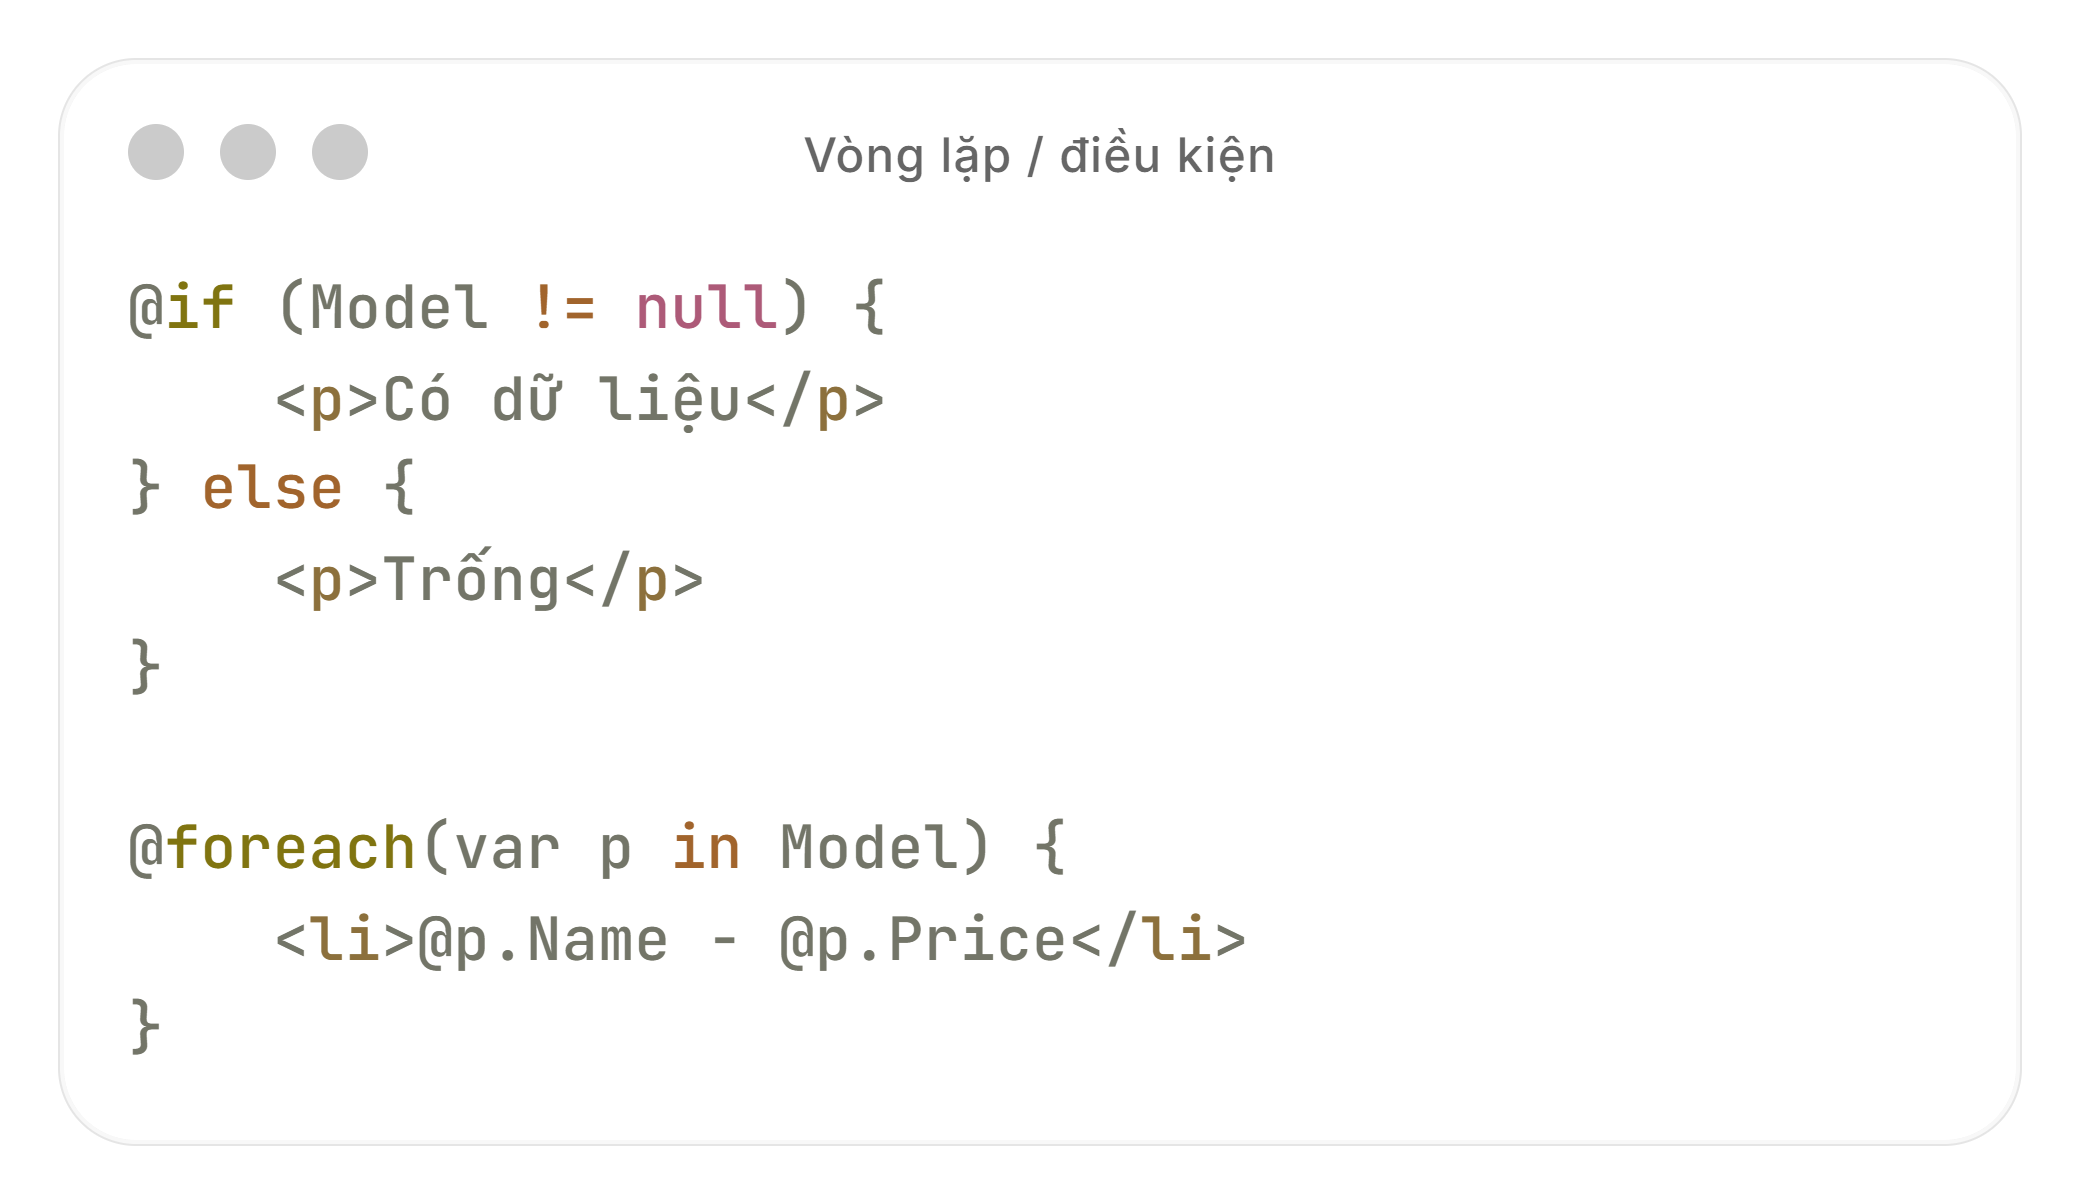 Vòng lặp / điều kiện
@if (Model != null) {
    <p>Có dữ liệu</p>
} else {
    <p>Trống</p>
}

@foreach(var p in Model) {
    <li>@p.Name - @p.Price</li>
}